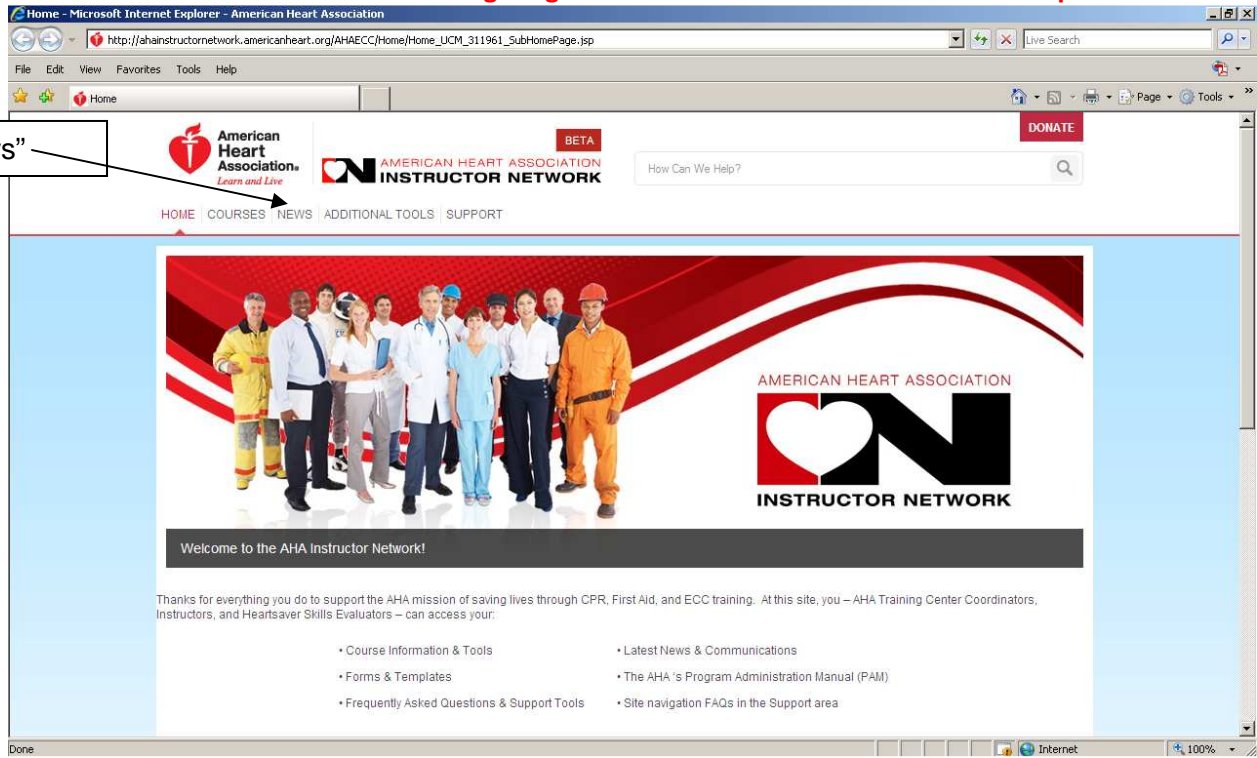 Home - Microsoft Internet Explorer - American Heart Association
http://ahainstructornetwork.americanheart.org/AHAECC/Home/Home_UCM_311961_SubHomePage.jsp
Live Search
File Edit View Favorites Tools Help
Home
Page Tools
s”
American
Heart
Association®
Learn and Live
BETA
AMERICAN HEART ASSOCIATION
INSTRUCTOR NETWORK
DONATE
How Can We Help?
HOME COURSES NEWS ADDITIONAL TOOLS SUPPORT
AMERICAN HEART ASSOCIATION
INSTRUCTOR NETWORK
Welcome to the AHA Instructor Network!
Thanks for everything you do to support the AHA mission of saving lives through CPR, First Aid, and ECC training. At this site, you – AHA Training Center Coordinators,
Instructors, and Heartsaver Skills Evaluators – can access your:
• Course Information & Tools • Latest News & Communications
• Forms & Templates • The AHA 's Program Administration Manual (PAM)
• Frequently Asked Questions & Support Tools • Site navigation FAQs in the Support area
Done Internet 100%